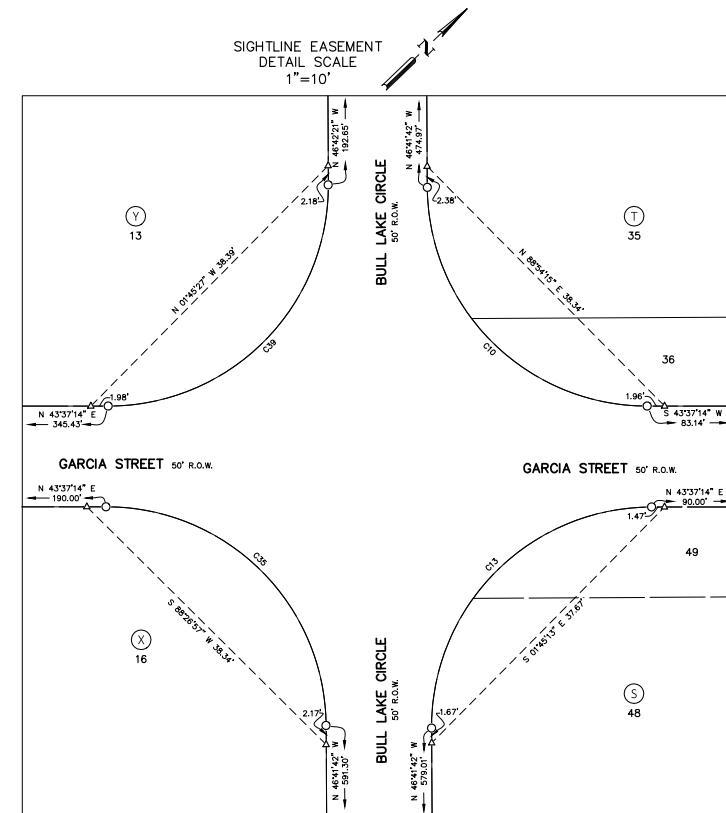 N
SIGHTLINE EASEMENT
DETAIL SCALE
1"=10'
N 46°42'21" W
192.65'
N 46°41'42" W
474.97'
BULL LAKE CIRCLE
50' R.O.W.
2.18'
2.38'
Y
13
T
35
N 01°45'27" W 38.39'
N 88°54'15" E 38.34'
C39
C10
36
1.98'
1.96'
N 43°37'14" E
345.43'
S 43°37'14" W
83.14'
GARCIA STREET 50' R.O.W.
GARCIA STREET 50' R.O.W.
N 43°37'14" E
190.00'
N 43°37'14" E
90.00'
1.47'
C35
C13
49
S 88°26'57" W 38.34'
S 01°45'13" E 37.67'
X
16
S
48
BULL LAKE CIRCLE
50' R.O.W.
2.17'
1.67'
N 46°41'42" W
591.30'
N 46°41'42" W
579.01'